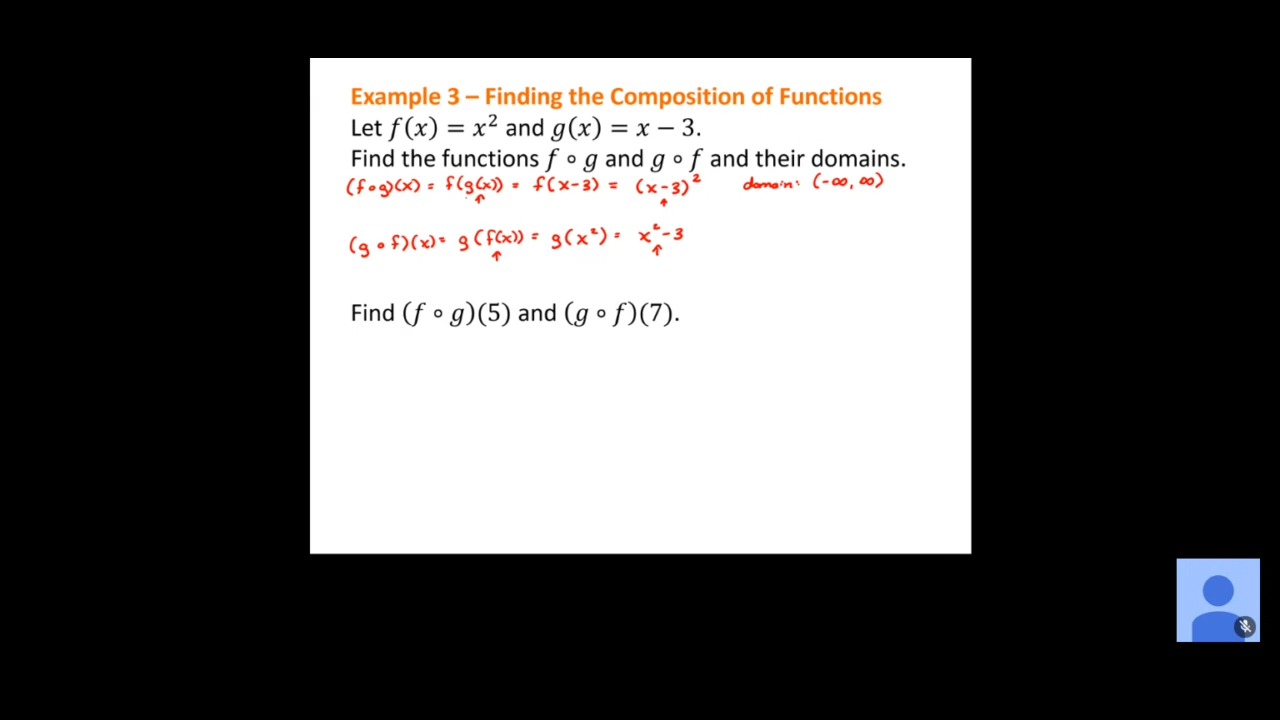 Example 3 – Finding the Composition of Functions
Let f(x) = x² and g(x) = x − 3.
Find the functions f ∘ g and g ∘ f and their domains.
(f∘g)(x) = f(g(x)) = f(x-3) = (x-3)² domain: (-∞, ∞)
(g ∘ f)(x) = g(f(x)) = g(x²) = x²-3
Find (f ∘ g)(5) and (g ∘ f)(7).